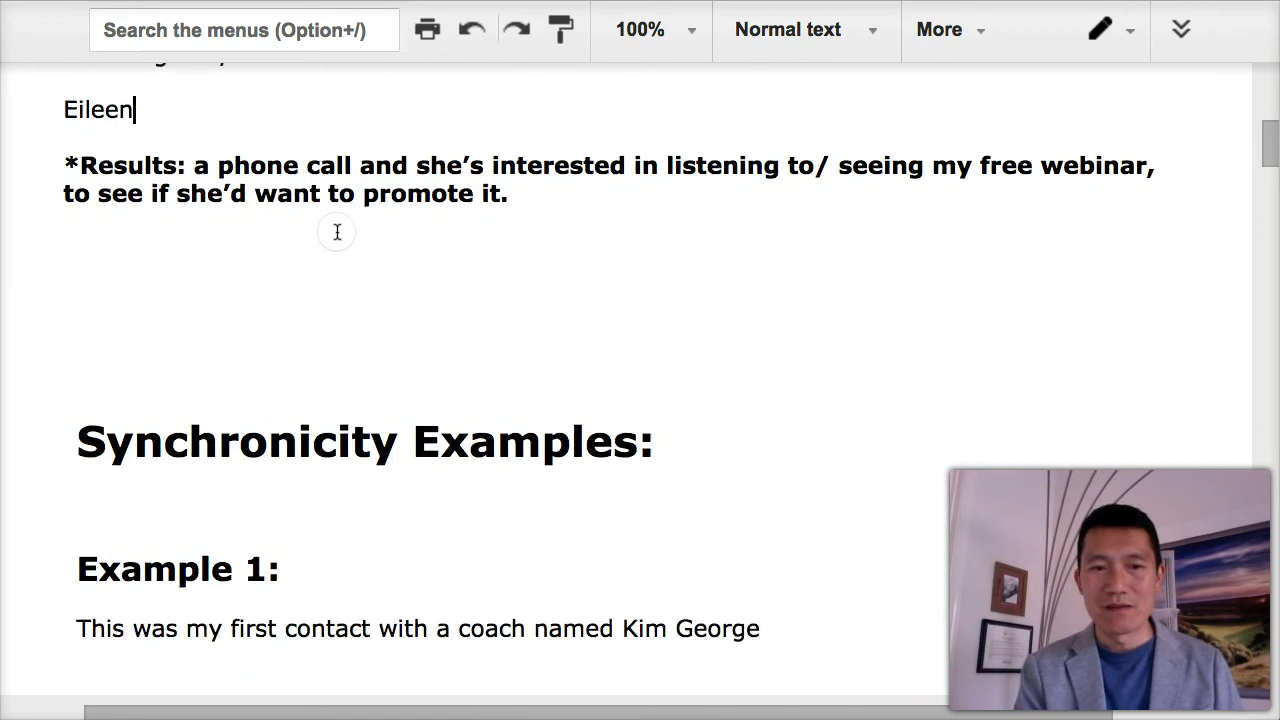 Search the menus (Option+/)
100%
Normal text
More
Eileen
*Results: a phone call and she’s interested in listening to/ seeing my free webinar,
to see if she’d want to promote it.
Synchronicity Examples:
Example 1:
This was my first contact with a coach named Kim George